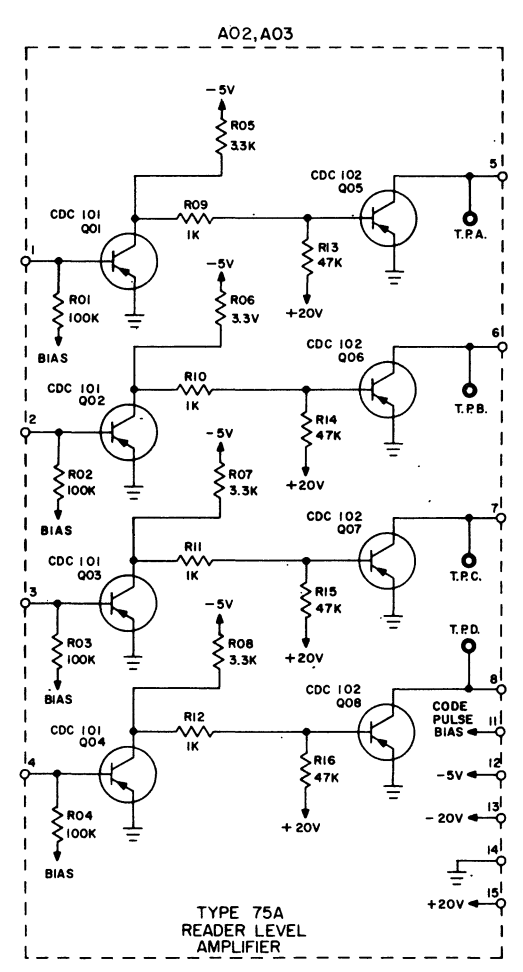 A02, A03
-5V
R05
3.3K
CDC 102
Q05
5
CDC 101
Q01
R09
1K
T.P.A.
1
R13
47K
-5V
R01
100K
R06
3.3V
+20V
BIAS
6
CDC 102
Q06
CDC 101
Q02
R10
1K
T.P.B.
2
R14
47K
-5V
R02
100K
R07
3.3K
+20V
BIAS
7
CDC 102
Q07
CDC 101
Q03
R11
1K
T.P.C.
3
R15
47K
-5V
T.P.D.
R03
100K
R08
3.3K
+20V
BIAS
CDC 102
Q08
8
CDC 101
Q04
R12
1K
CODE
PULSE
BIAS
11
4
R16
47K
-5V
12
R04
100K
-20V
13
+20V
BIAS
14
+20V
15
TYPE 75A
READER LEVEL
AMPLIFIER